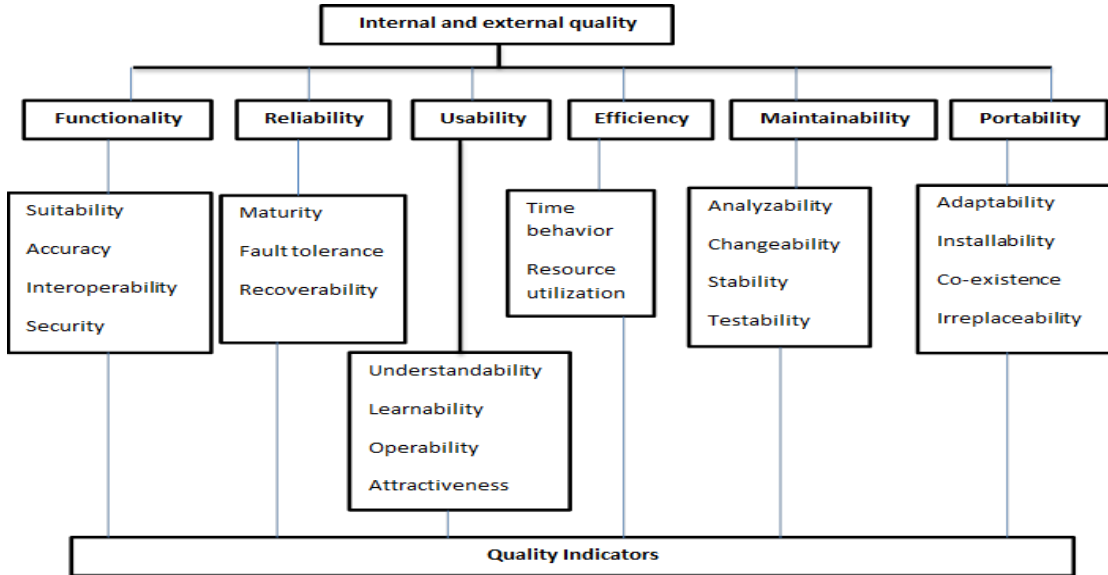 Internal and external quality
Functionality
Reliability
Usability
Efficiency
Maintainability
Portability
Suitability
Accuracy
Interoperability
Security
Maturity
Fault tolerance
Recoverability
Understandability
Learnability
Operability
Attractiveness
Time
behavior
Resource
utilization
Analyzability
Changeability
Stability
Testability
Adaptability
Installability
Co-existence
Irreplaceability
Quality Indicators